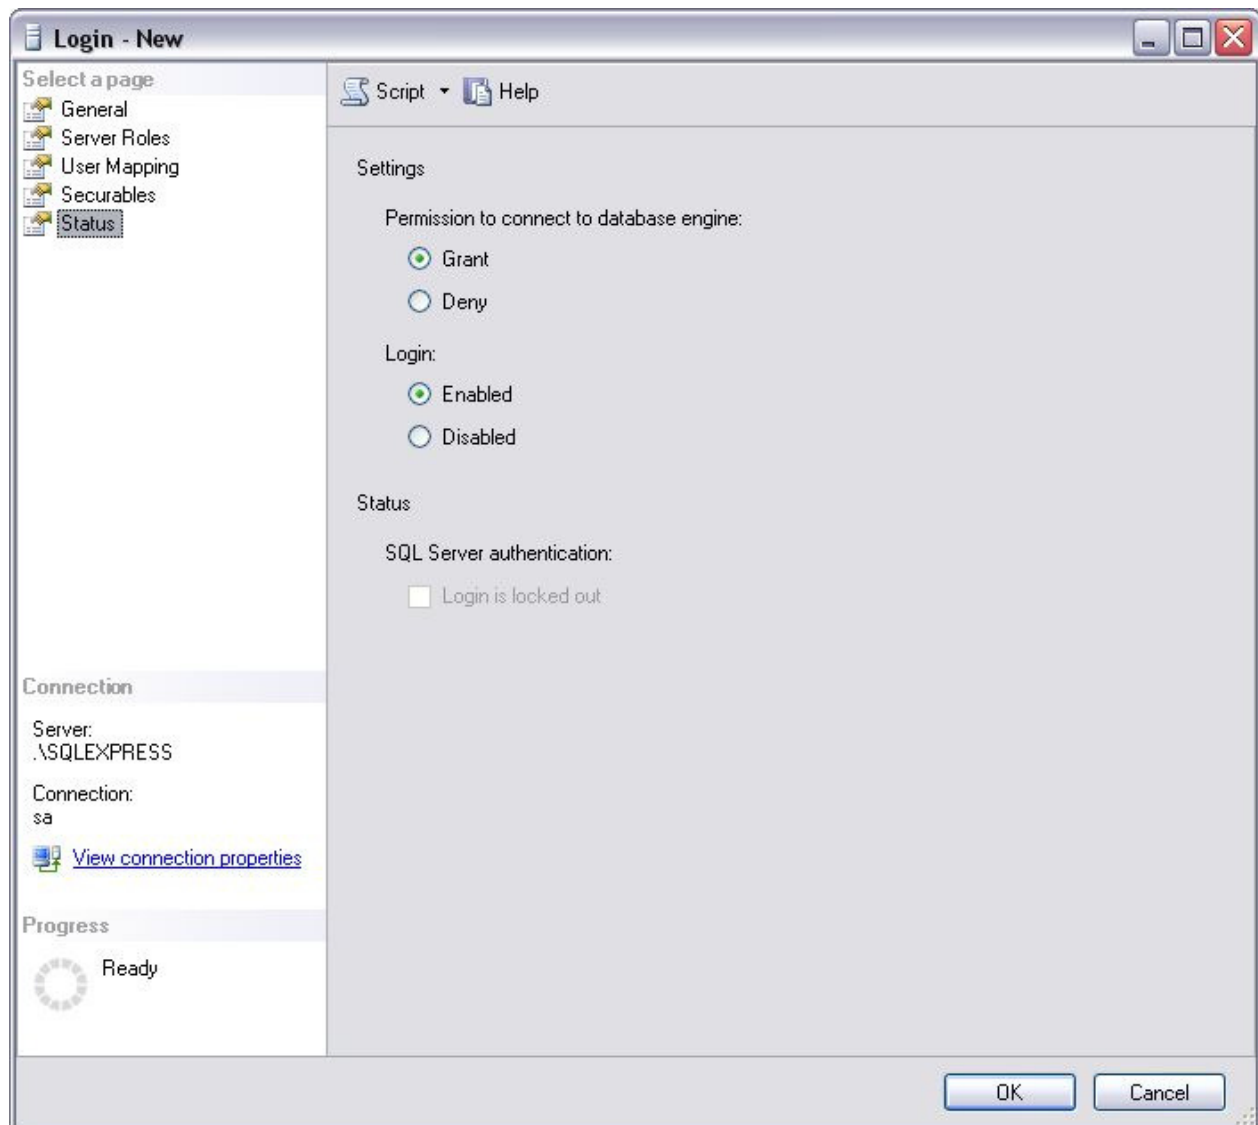 Login - New
Select a page
General
Server Roles
User Mapping
Securables
Status
Script Help
Settings
Permission to connect to database engine:
Grant
Deny
Login:
Enabled
Disabled
Status
SQL Server authentication:
Login is locked out
Connection
Server:
.\SQLEXPRESS
Connection:
sa
View connection properties
Progress
Ready
OK Cancel